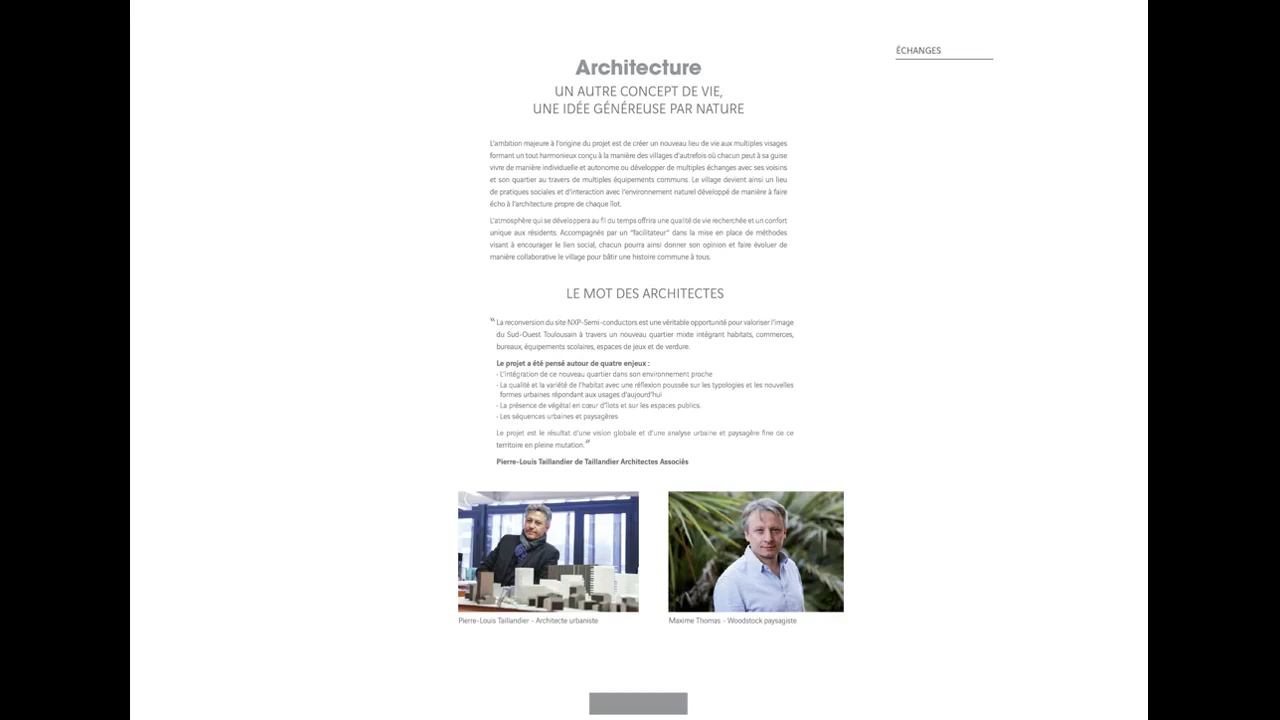 ÉCHANGES
Architecture
UN AUTRE CONCEPT DE VIE,
UNE IDÉE GÉNÉREUSE PAR NATURE
L'ambition majeure à l'origine du projet est de créer un nouveau lieu de vie aux multiples visages
formant un tout harmonieux conçu à la manière des villages d'autrefois où chacun peut à sa guise
vivre de manière individuelle et autonome ou développer de multiples échanges avec ses voisins
et son quartier au travers de multiples équipements communs. Le village devient ainsi un lieu
de pratiques sociales et d'interaction avec l'environnement naturel développé de manière à faire
écho à l'architecture propre de chaque îlot.
L'atmosphère qui se développera au fil du temps offrira une qualité de vie recherchée et un confort
unique aux résidents. Accompagnés par un "facilitateur" dans la mise en place de méthodes
visant à encourager le lien social, chacun pourra ainsi donner son opinion et faire évoluer de
manière collaborative le village pour bâtir une histoire commune à tous.
LE MOT DES ARCHITECTES
“ La reconversion du site NXP-Semi-conductors est une véritable opportunité pour valoriser l'image
du Sud-Ouest Toulousain à travers un nouveau quartier mixte intégrant habitats, commerces,
bureaux, équipements scolaires, espaces de jeux et de verdure.
Le projet a été pensé autour de quatre enjeux :
- L'intégration de ce nouveau quartier dans son environnement proche
- La qualité et la variété de l'habitat avec une réflexion poussée sur les typologies et les nouvelles
formes urbaines répondant aux usages d'aujourd'hui
- La présence de végétal en cœur d'îlots et sur les espaces publics.
- Les séquences urbaines et paysagères
Le projet est le résultat d'une vision globale et d'une analyse urbaine et paysagère fine de ce
territoire en pleine mutation.”
Pierre-Louis Taillandier de Taillandier Architectes Associés
Pierre-Louis Taillandier - Architecte urbaniste
Maxime Thomas - Woodstock paysagiste